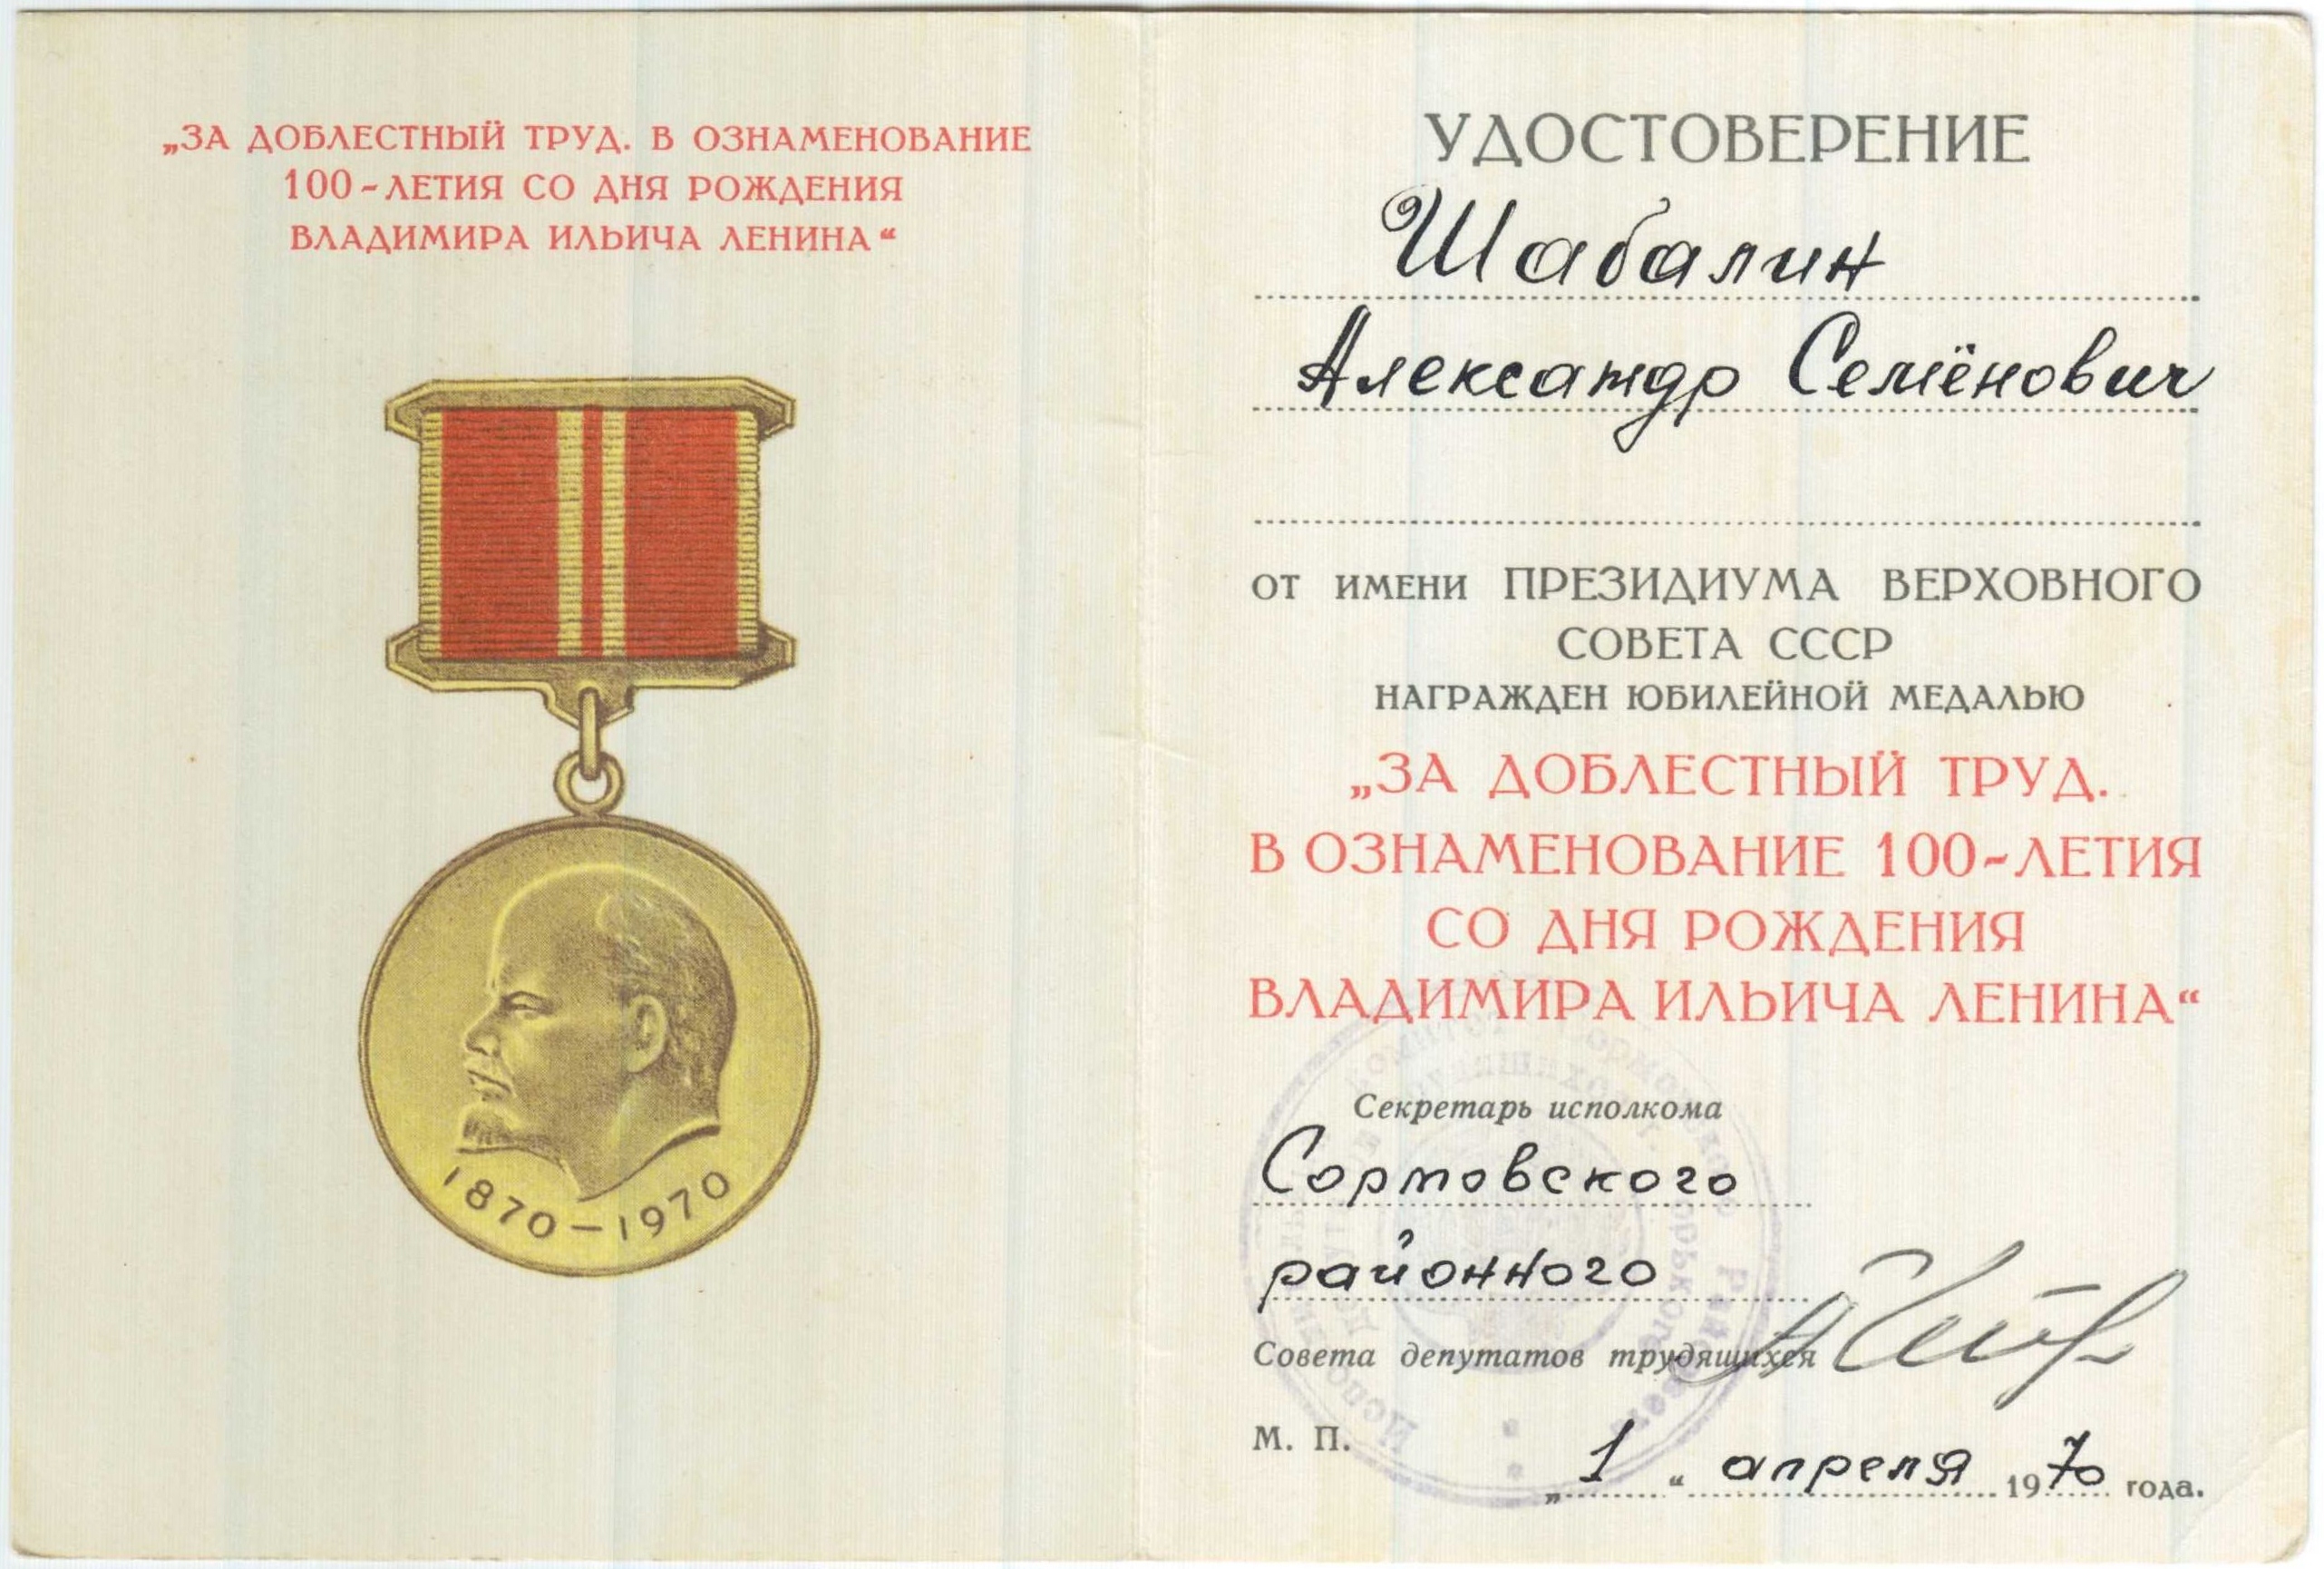 „ЗА ДОБЛЕСТНЫЙ ТРУД. В ОЗНАМЕНОВАНИЕ
100-ЛЕТИЯ СО ДНЯ РОЖДЕНИЯ
ВЛАДИМИРА ИЛЬИЧА ЛЕНИНА“
1870-1970
УДОСТОВЕРЕНИЕ
Шабалин
Александр Семёнович
ОТ ИМЕНИ ПРЕЗИДИУМА ВЕРХОВНОГО
СОВЕТА СССР
НАГРАЖДЕН ЮБИЛЕЙНОЙ МЕДАЛЬЮ
„ЗА ДОБЛЕСТНЫЙ ТРУД.
В ОЗНАМЕНОВАНИЕ 100-ЛЕТИЯ
СО ДНЯ РОЖДЕНИЯ
ВЛАДИМИРА ИЛЬИЧА ЛЕНИНА“
Секретарь исполкома
Сормовского
районного
Совета депутатов трудящихся
М. П.
„1“ апреля 1970 года.